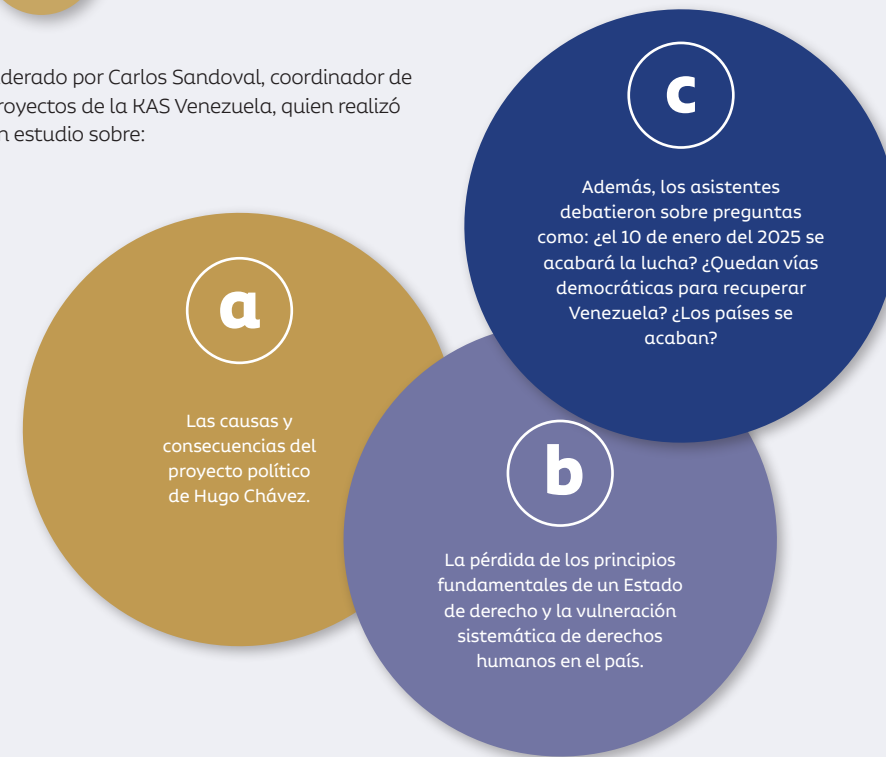 derado por Carlos Sandoval, coordinador de
royectos de la KAS Venezuela, quien realizó
n estudio sobre:
a
Las causas y
consecuencias del
proyecto político
de Hugo Chávez.
b
La pérdida de los principios
fundamentales de un Estado
de derecho y la vulneración
sistemática de derechos
humanos en el país.
c
Además, los asistentes
debatieron sobre preguntas
como: ¿el 10 de enero del 2025 se
acabará la lucha? ¿Quedan vías
democráticas para recuperar
Venezuela? ¿Los países se
acaban?